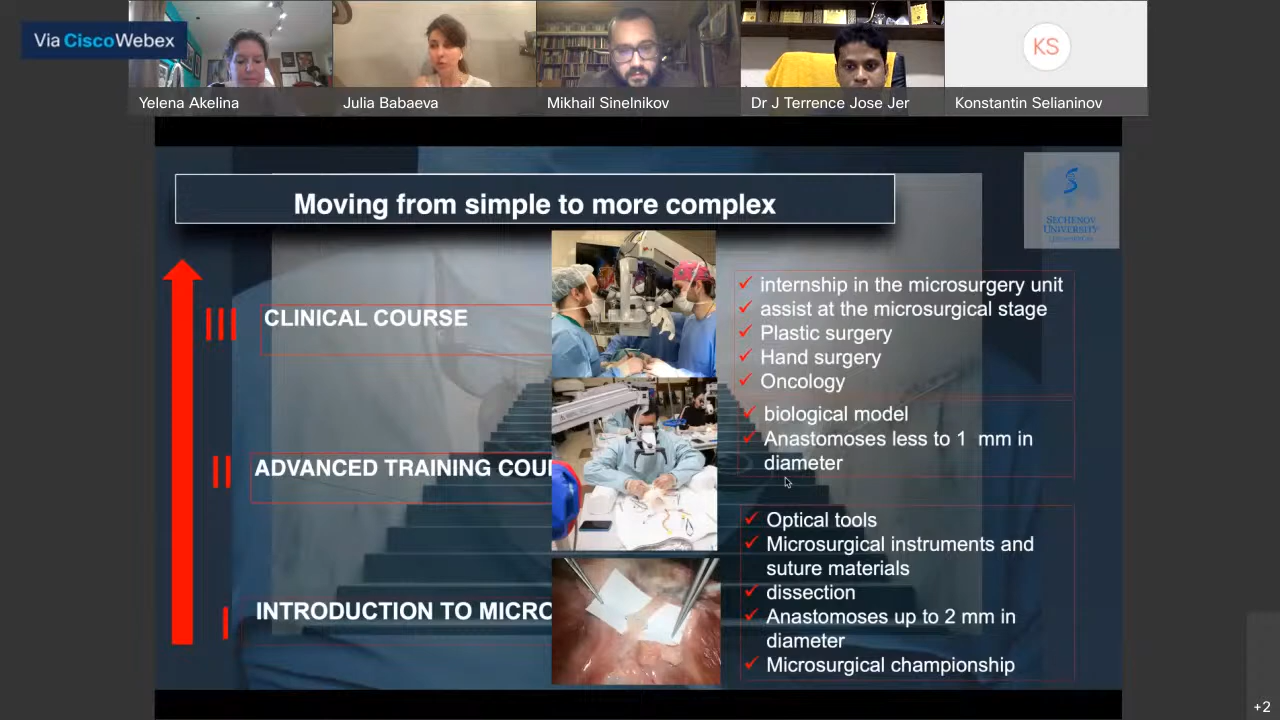 Via Cisco Webex
Yelena Akelina
Julia Babaeva
Mikhail Sinelnikov
Dr J Terrence Jose Jer
Konstantin Selianinov
KS
Moving from simple to more complex
SECHENOV
UNIVERSITY
III
CLINICAL COURSE
internship in the microsurgery unit
assist at the microsurgical stage
Plastic surgery
Hand surgery
Oncology
II
ADVANCED TRAINING COU
biological model
Anastomoses less to 1 mm in
diameter
I
INTRODUCTION TO MICRO
Optical tools
Microsurgical instruments and
suture materials
dissection
Anastomoses up to 2 mm in
diameter
Microsurgical championship
+2